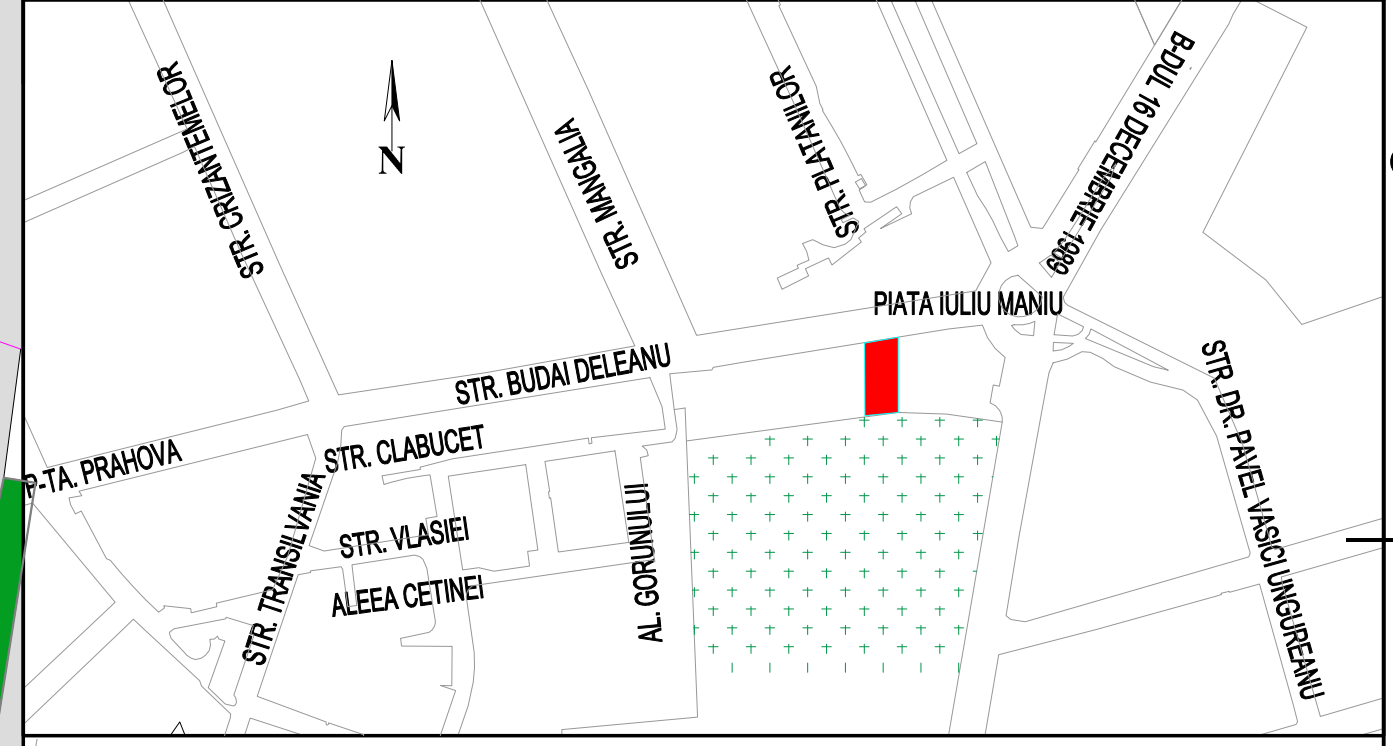 STR. CRIZANTEMELOR
N
STR. MANGALIA
STR. PLATANILOR
B-DUL 16 DECEMBRIE 1989
PIATA IULIU MANIU
STR. BUDAI DELEANU
STR. DR. PAVEL VASICI UNGUREANU
P-TA. PRAHOVA
STR. CLABUCET
STR. TRANSILVANIA
STR. VLASIEI
ALEEA CETINEI
AL. GORUNULUI